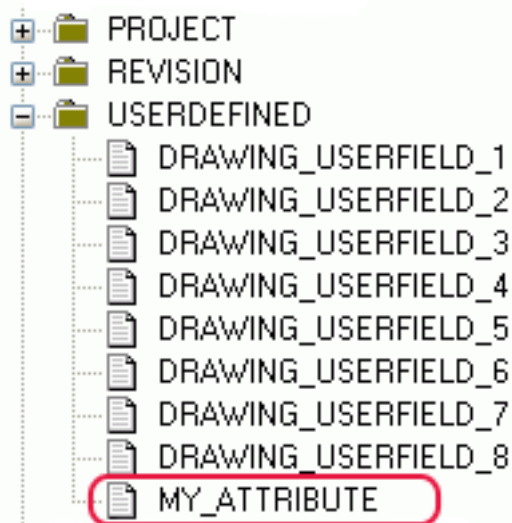 PROJECT
REVISION
USERDEFINED
DRAWING_USERFIELD_1
DRAWING_USERFIELD_2
DRAWING_USERFIELD_3
DRAWING_USERFIELD_4
DRAWING_USERFIELD_5
DRAWING_USERFIELD_6
DRAWING_USERFIELD_7
DRAWING_USERFIELD_8
MY_ATTRIBUTE